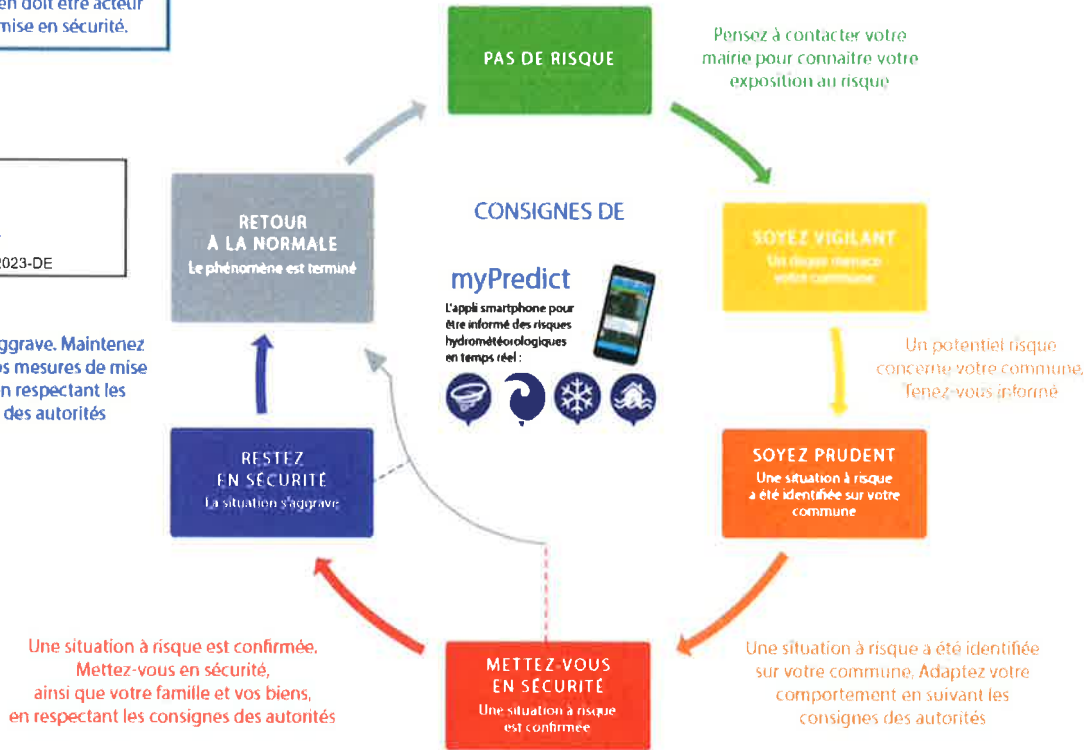 en doit être acteur
mise en sécurité.
PAS DE RISQUE
Pensez à contacter votre
mairie pour connaitre votre
exposition au risque
2023-DE
RETOUR
À LA NORMALE
Le phénomène est terminé
CONSIGNES DE
myPredict
L'appli smartphone pour
être informé des risques
hydrométéorologiques
en temps réel :
SOYEZ VIGILANT
Un risque menace
votre commune
Un potentiel risque
concerne votre commune.
Tenez-vous informé
ggrave. Maintenez
os mesures de mise
n respectant les
des autorités
RESTEZ
EN SÉCURITÉ
La situation s'aggrave
SOYEZ PRUDENT
Une situation à risque
a été identifiée sur votre
commune
Une situation à risque est confirmée.
Mettez-vous en sécurité,
ainsi que votre famille et vos biens,
en respectant les consignes des autorités
METTEZ-VOUS
EN SÉCURITÉ
Une situation à risque
est confirmée
Une situation à risque a été identifiée
sur votre commune. Adaptez votre
comportement en suivant les
consignes des autorités